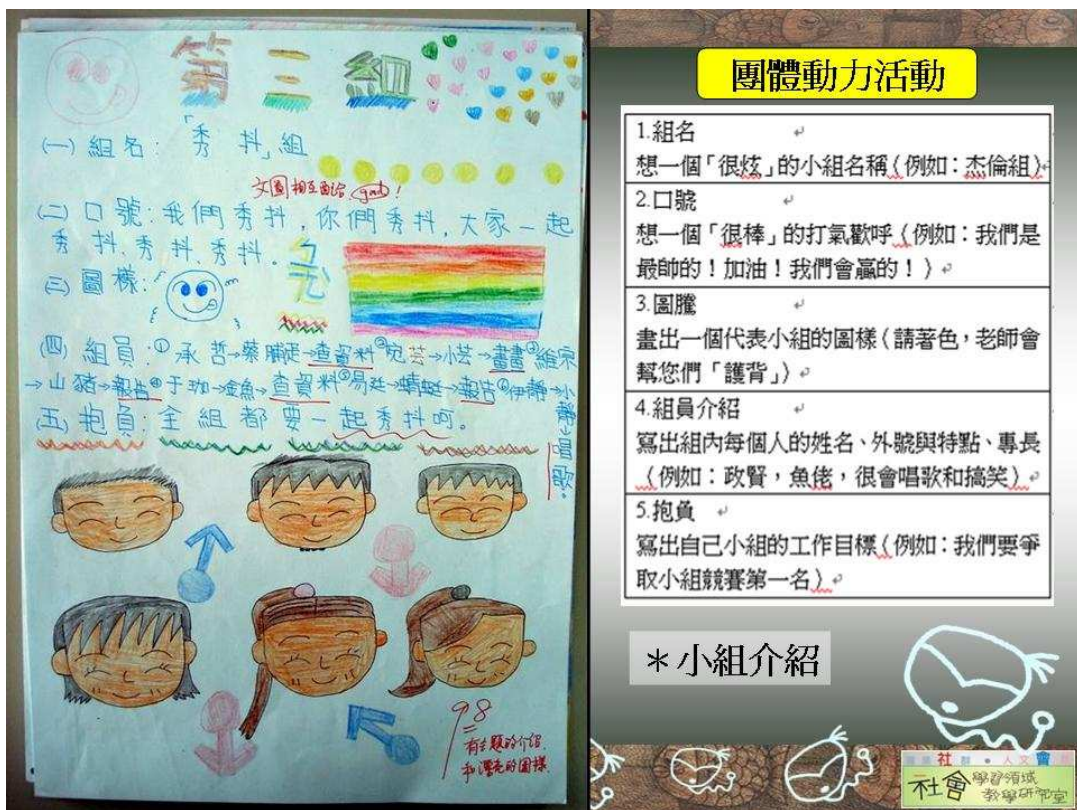 第三組
(一) 組名:「秀 抖」組
文圖相互配合 good!
(二) 口號:我們秀抖,你們秀抖,大家一起
秀抖、秀抖、秀抖。
(三) 圖樣:
(四) 組員:①承哲→蔡 →查資料② 芸→小芸→畫畫③維宗
→山豬→報告④于珈→金魚→查資料⑤易廷→蜻蜓→報告⑥伊靜→小靜→唱歌。
(五) 抱負:全組都要一起秀抖呵。
98
有主題的介紹
和漂亮的圖樣
團體動力活動
1.組名
想一個「很炫」的小組名稱(例如:杰倫組)
2.口號
想一個「很棒」的打氣歡呼(例如:我們是
最帥的!加油!我們會贏的!)
3.圖騰
畫出一個代表小組的圖樣(請著色,老師會
幫您們「護背」)
4.組員介紹
寫出組內每個人的姓名、外號與特點、專長
(例如:政賢,魚佬,很會唱歌和搞笑)
5.抱負
寫出自己小組的工作目標(例如:我們要爭
取小組競賽第一名)
*小組介紹
社會學習領域
教學研究室